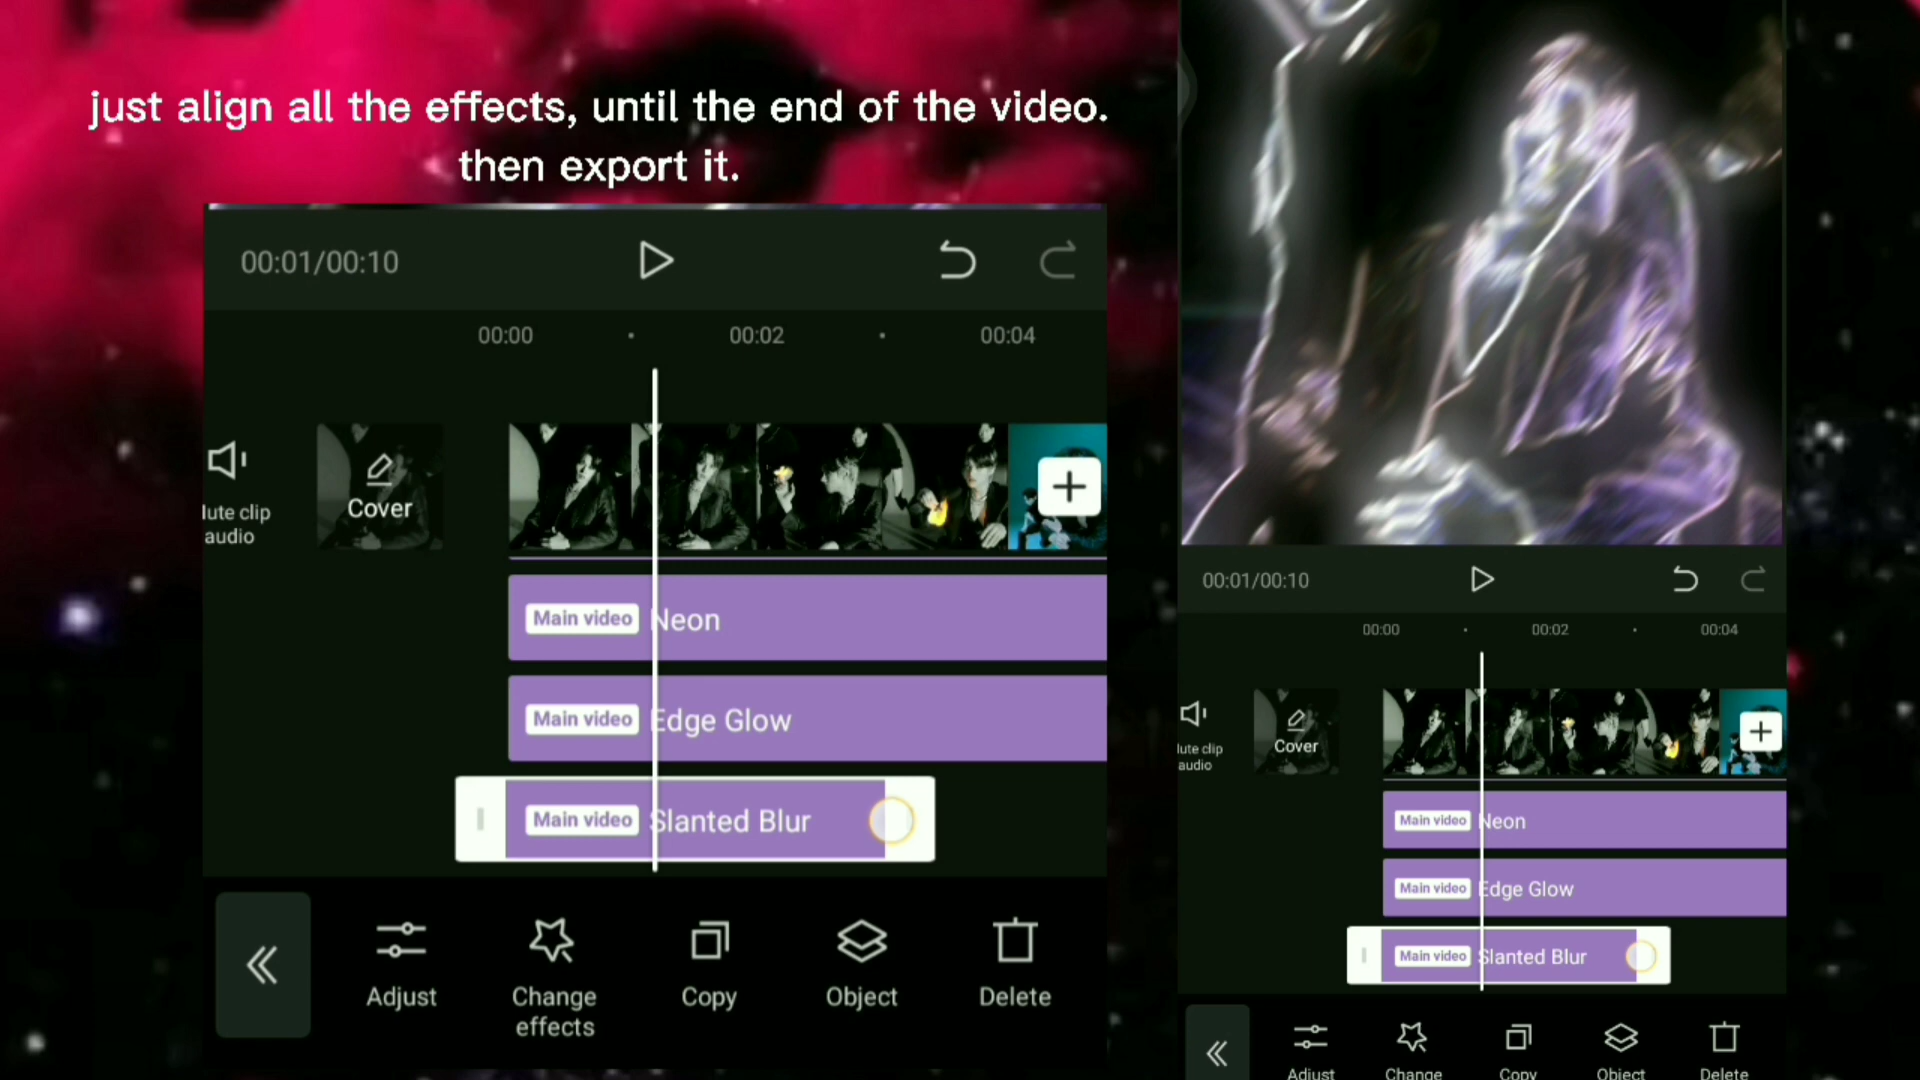 just align all the effects, until the end of the video.
then export it.
00:01/00:10
00:00
00:02
00:04
lute clip
audio
Cover
Main video Neon
Main video Edge Glow
Main video Slanted Blur
Adjust
Change
effects
Copy
Object
Delete
00:01/00:10
00:00
00:02
00:04
lute clip
audio
Cover
Main video Neon
Main video Edge Glow
Main video Slanted Blur
Adjust
Change
Copy
Object
Delete